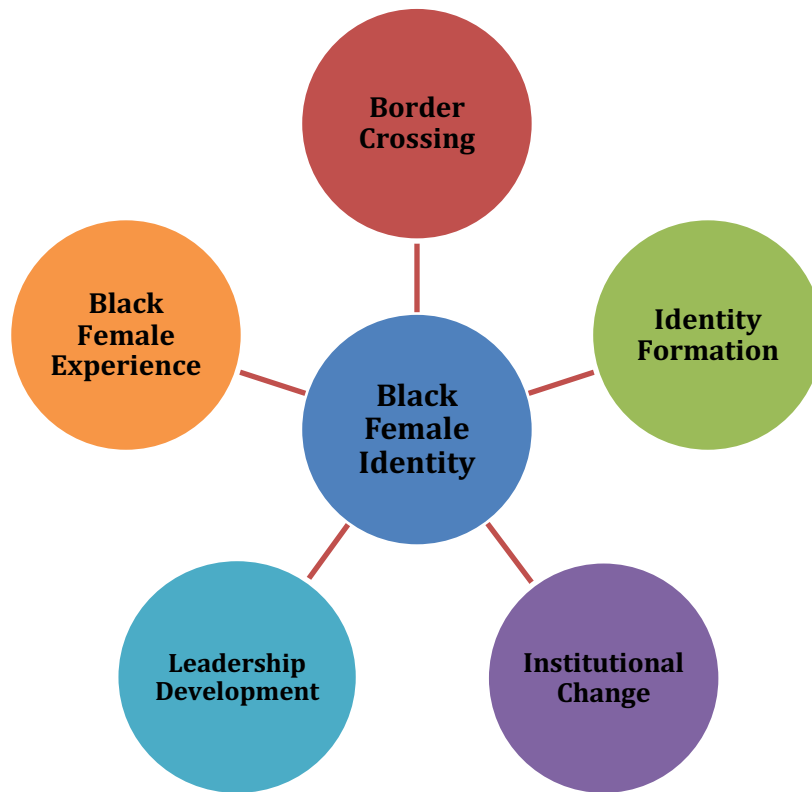 Border
Crossing
Black
Female
Experience
Identity
Formation
Black
Female
Identity
Leadership
Development
Institutional
Change